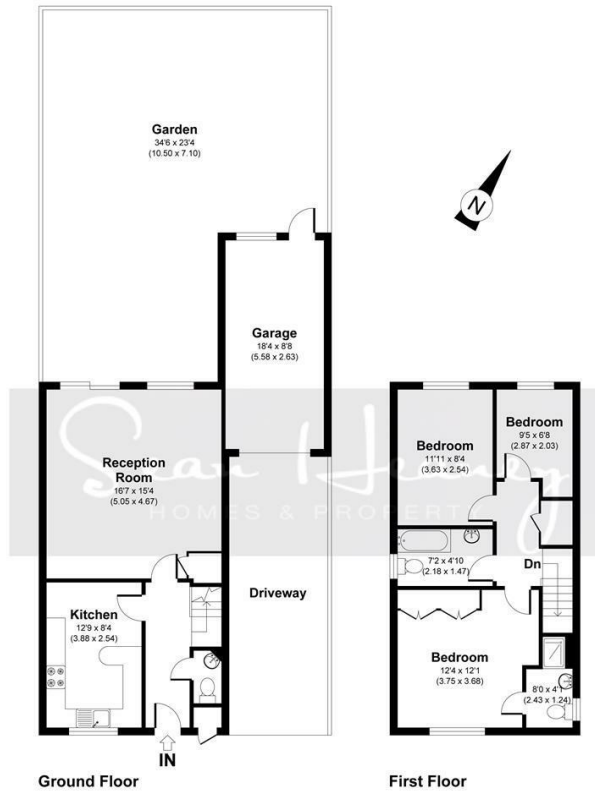 Garden
34'6 x 23'4
(10.50 x 7.10)
N
Garage
18'4 x 8'8
(5.58 x 2.63)
Reception
Room
16'7 x 15'4
(5.05 x 4.67)
Kitchen
12'9 x 8'4
(3.88 x 2.54)
Driveway
IN
Ground Floor
Bedroom
11'11 x 8'4
(3.63 x 2.54)
Bedroom
9'5 x 6'8
(2.87 x 2.03)
7'2 x 4'10
(2.18 x 1.47)
Dn
Bedroom
12'4 x 12'1
(3.75 x 3.68)
8'0 x 4'1
(2.43 x 1.24)
First Floor
Sean Heaney
HOMES & PROPERTY